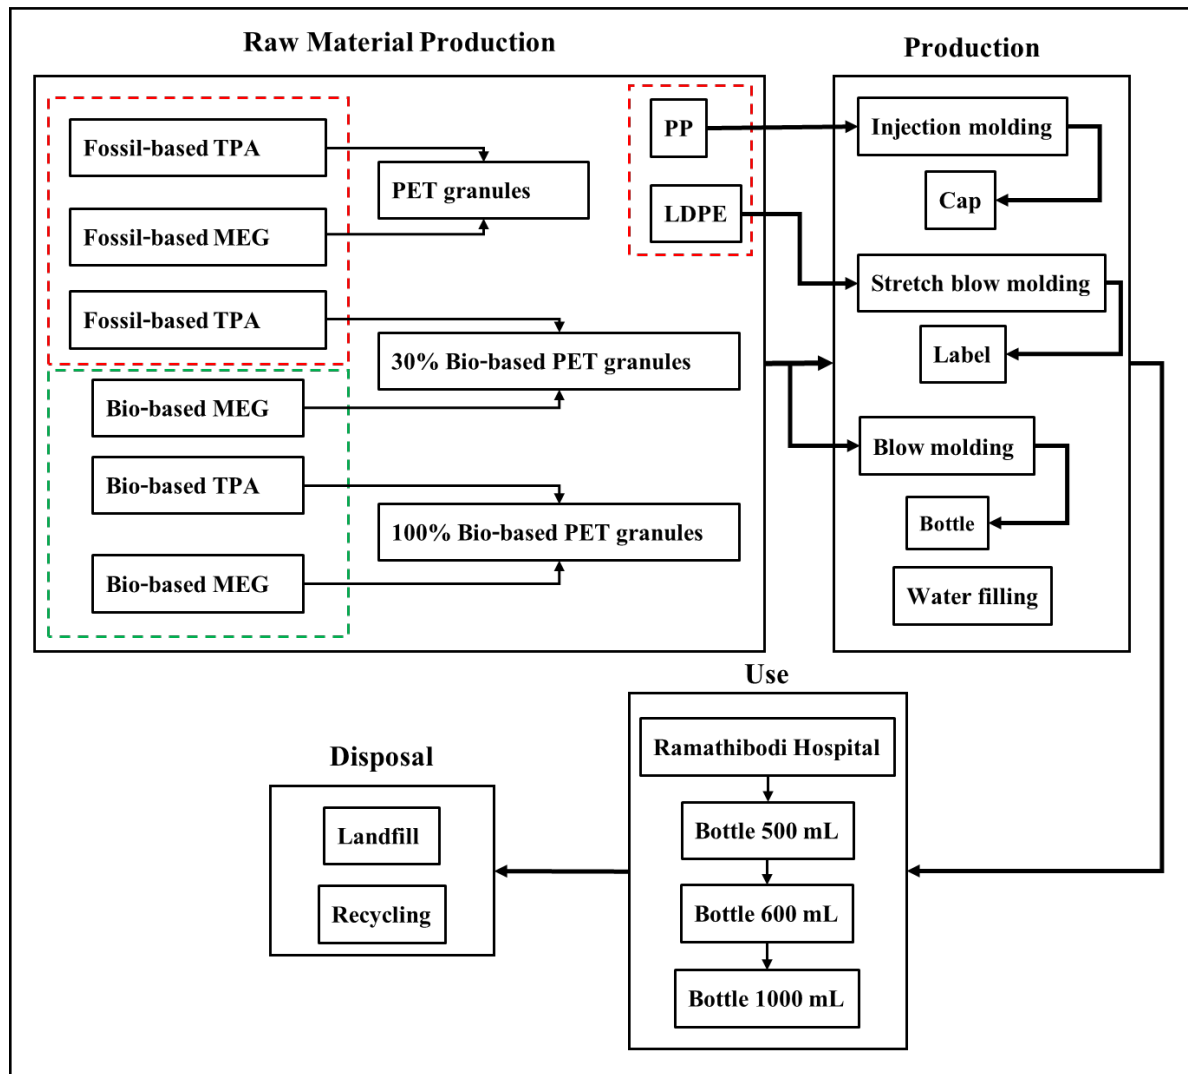 Raw Material Production
Fossil-based TPA
PET granules
Fossil-based MEG
Fossil-based TPA
30% Bio-based PET granules
Bio-based MEG
Bio-based TPA
100% Bio-based PET granules
Bio-based MEG
PP
LDPE
Production
Injection molding
Cap
Stretch blow molding
Label
Blow molding
Bottle
Water filling
Use
Ramathibodi Hospital
Bottle 500 mL
Bottle 600 mL
Bottle 1000 mL
Disposal
Landfill
Recycling